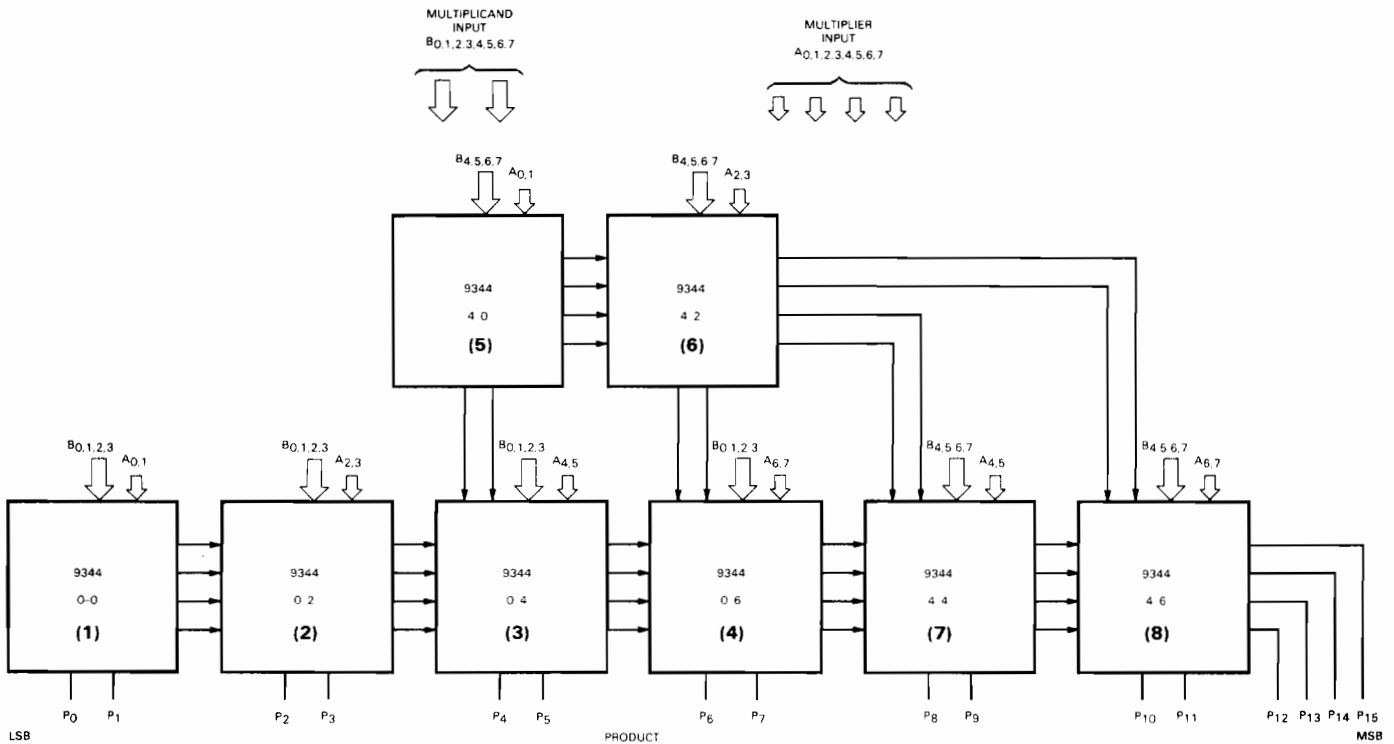 MULTIPLICAND
INPUT
B0,1,2,3,4,5,6,7
MULTIPLIER
INPUT
A0,1,2,3,4,5,6,7
B4,5,6,7
A0,1
B4,5,6 7
A2,3
9344
4 0
(5)
9344
4 2
(6)
B0,1,2,3
A0,1
B0,1,2,3
A2,3
B0,1,2,3
A4,5
B0 1,2,3
A6,7
B4,5 6,7
A4,5
B4 5 6,7
A6,7
9344
0-0
(1)
9344
0 2
(2)
9344
0 4
(3)
9344
0 6
(4)
9344
4 4
(7)
9344
4 6
(8)
P0 P1 P2 P3 P4 P5 P6 P7 P8 P9 P10 P11 P12 P13 P14 P15
LSB PRODUCT MSB